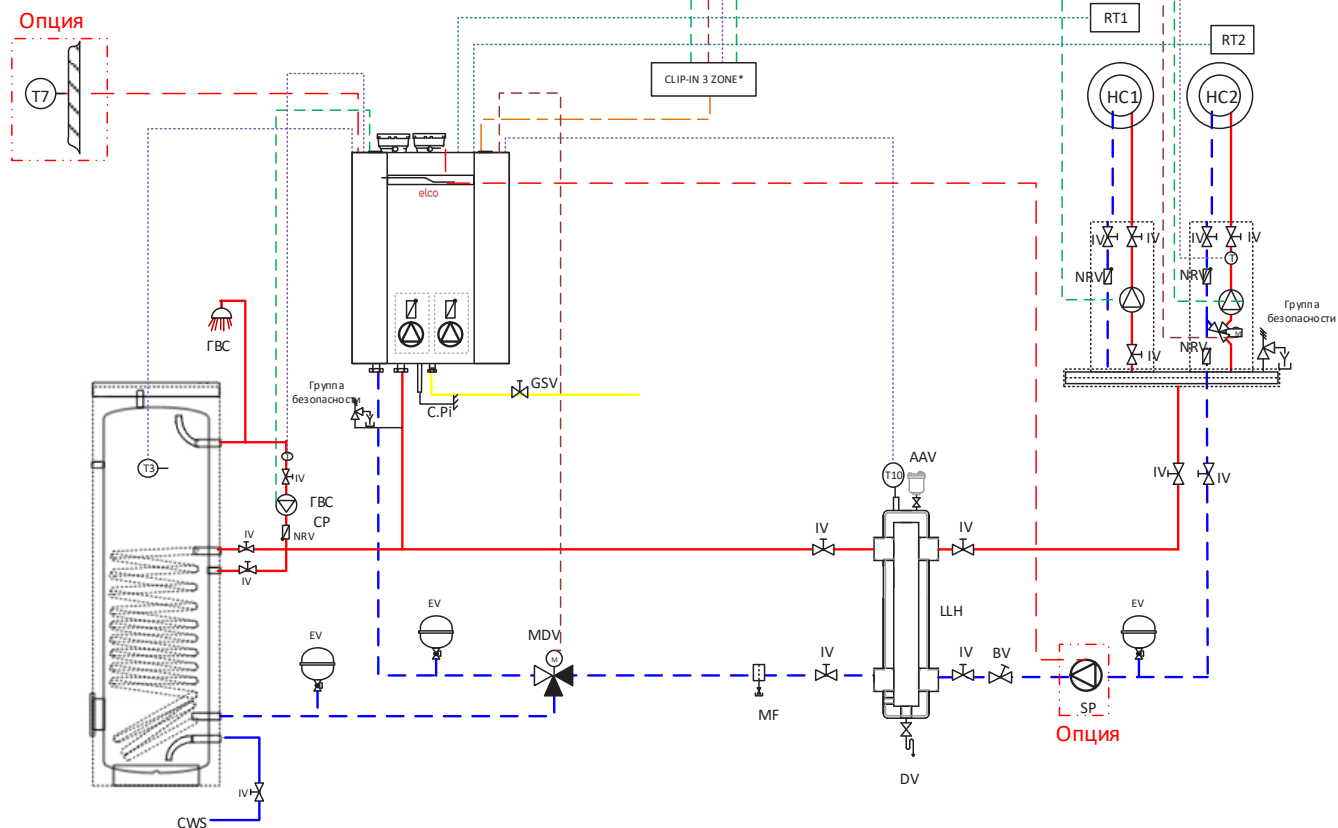 Опция
T7
RT1
RT2
CLIP-IN 3 ZONE*
HC1
HC2
elco
IV
IV
IV
IV
T
NRV
NRV
Группа
безопасности
M
IV
NRV
ГВС
Группа
безопасности
GSV
C.Pi
T3
IV
ГВС
CP
NRV
IV
IV
T10
AAV
IV
IV
IV
IV
LLH
EV
EV
MDV
M
IV
IV
BV
EV
MF
SP
Опция
DV
IV
CWS